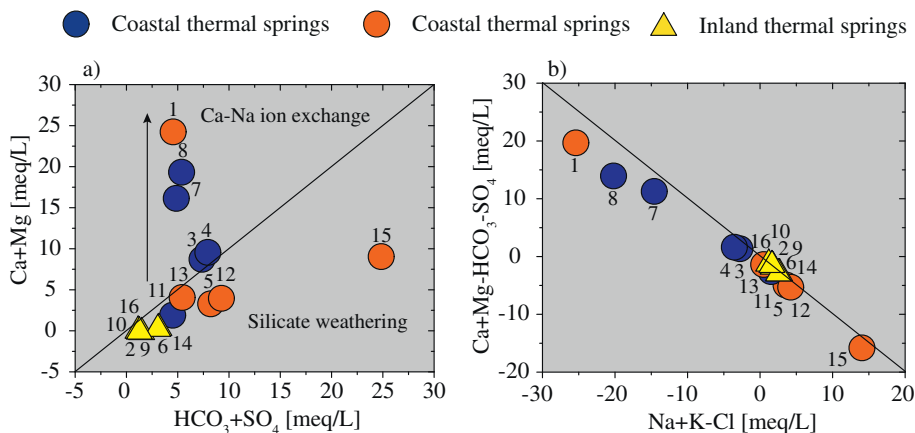 Coastal thermal springs Coastal thermal springs Inland thermal springs
a)
Ca+Mg [meq/L]
30
25
20
15
10
5
0
-5
-5 0 5 10 15 20 25 30
HCO₃+SO₄ [meq/L]
1
Ca-Na ion exchange
8
7
3 4
15
13
12
11
5
16
10
2 9 6 14
Silicate weathering
b)
Ca+Mg-HCO₃-SO₄ [meq/L]
30
20
10
0
-10
-20
-30 -20 -10 0 10 20
Na+K-Cl [meq/L]
1
8
7
10
16 2 9
4 3
6 14
13
11 5 12
15